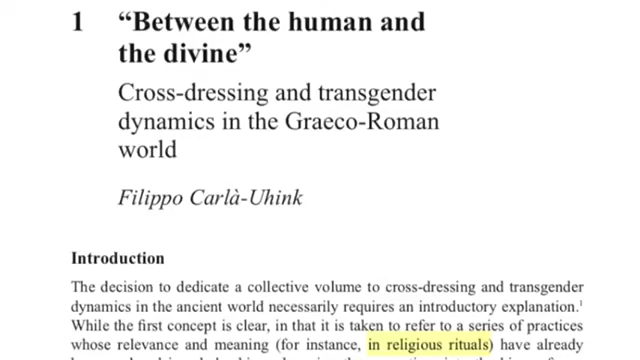 1 “Between the human and
the divine”
Cross-dressing and transgender
dynamics in the Graeco-Roman
world
Filippo Carlà-Uhink
Introduction
The decision to dedicate a collective volume to cross-dressing and transgender
dynamics in the ancient world necessarily requires an introductory explanation.¹
While the first concept is clear, in that it is taken to refer to a series of practices
whose relevance and meaning (for instance, in religious rituals) have already